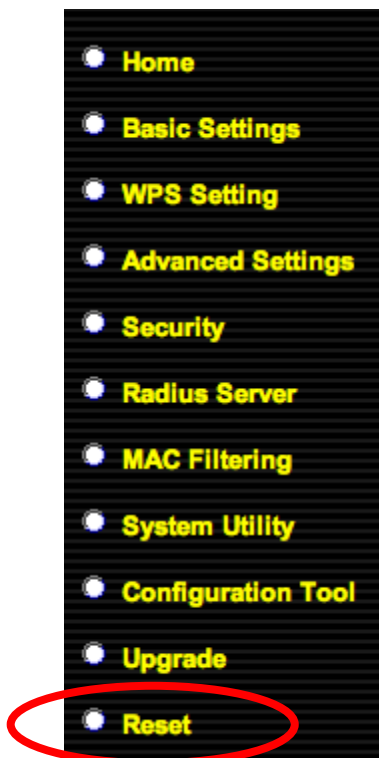 Home
Basic Settings
WPS Setting
Advanced Settings
Security
Radius Server
MAC Filtering
System Utility
Configuration Tool
Upgrade
Reset